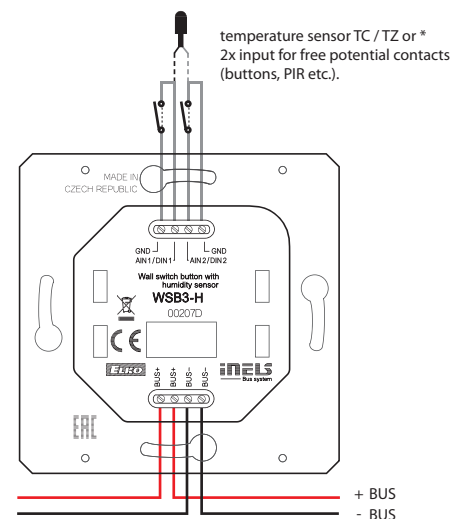 temperature sensor TC / TZ or *
2x input for free potential contacts
(buttons, PIR etc.).
MADE IN
CZECH REPUBLIC
GND
AIN1/DIN1
GND
AIN2/DIN2
Wall switch button with
humidity sensor
WSB3-H
00207D
CE
ELKO
iNELS
Bus system
BUS+
BUS+
BUS-
BUS-
EAC
+ BUS
- BUS